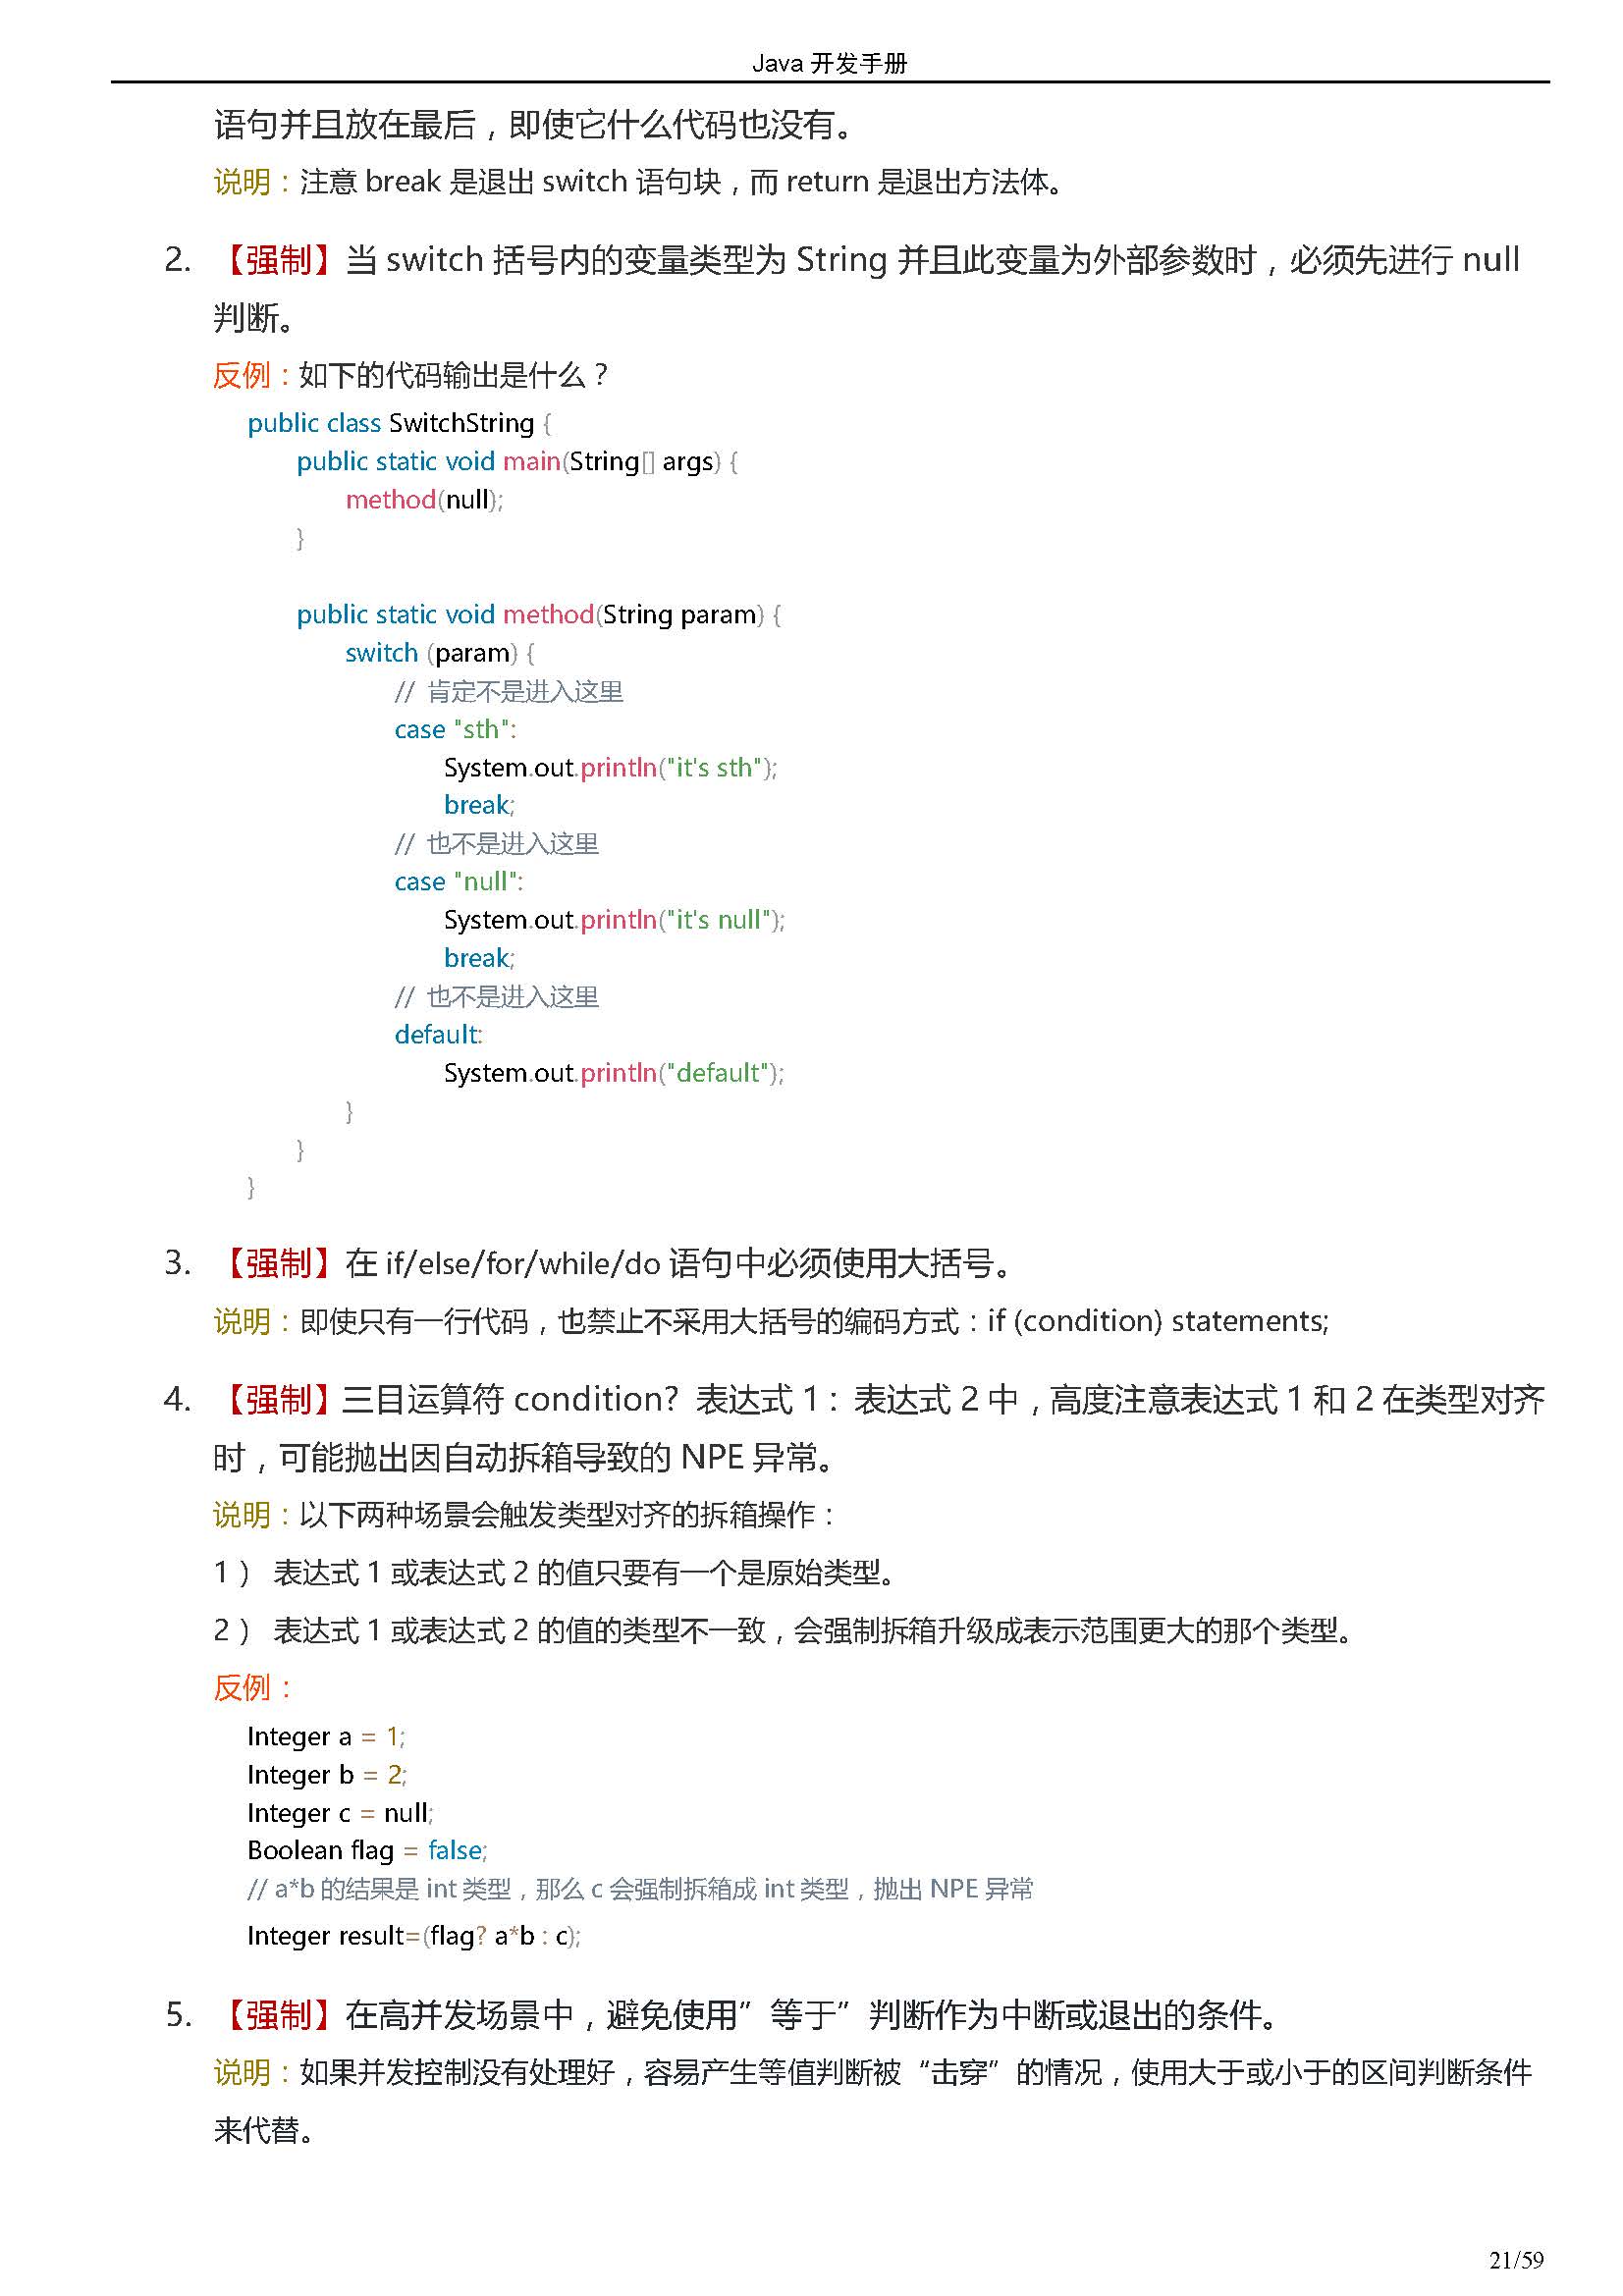 Java 开发手册
语句并且放在最后，即使它什么代码也没有。
说明：注意 break 是退出 switch 语句块，而 return 是退出方法体。
2. 【强制】当 switch 括号内的变量类型为 String 并且此变量为外部参数时，必须先进行 null
判断。
反例：如下的代码输出是什么？
public class SwitchString {
public static void main(String[] args) {
method(null);
}
public static void method(String param) {
switch (param) {
// 肯定不是进入这里
case "sth":
System.out.println("it's sth");
break;
// 也不是进入这里
case "null":
System.out.println("it's null");
break;
// 也不是进入这里
default:
System.out.println("default");
}
}
}
3. 【强制】在 if/else/for/while/do 语句中必须使用大括号。
说明：即使只有一行代码，也禁止不采用大括号的编码方式：if (condition) statements;
4. 【强制】三目运算符 condition? 表达式 1 : 表达式 2 中，高度注意表达式 1 和 2 在类型对齐
时，可能抛出因自动拆箱导致的 NPE 异常。
说明：以下两种场景会触发类型对齐的拆箱操作：
1） 表达式 1 或表达式 2 的值只要有一个是原始类型。
2） 表达式 1 或表达式 2 的值的类型不一致，会强制拆箱升级成表示范围更大的那个类型。
反例：
Integer a = 1;
Integer b = 2;
Integer c = null;
Boolean flag = false;
// a*b 的结果是 int 类型，那么 c 会强制拆箱成 int 类型，抛出 NPE 异常
Integer result=(flag? a*b : c);
5. 【强制】在高并发场景中，避免使用”等于”判断作为中断或退出的条件。
说明：如果并发控制没有处理好，容易产生等值判断被“击穿”的情况，使用大于或小于的区间判断条件
来代替。
21/59